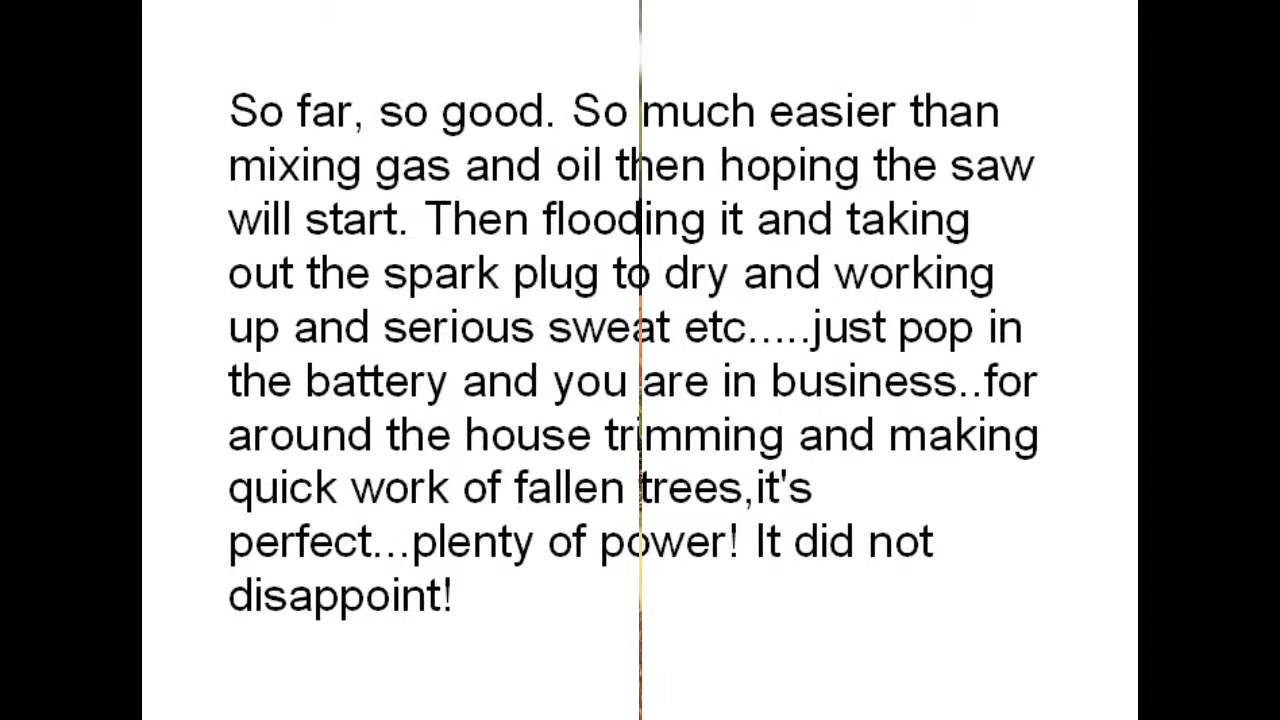 So far, so good. So much easier than
mixing gas and oil then hoping the saw
will start. Then flooding it and taking
out the spark plug to dry and working
up and serious sweat etc.....just pop in
the battery and you are in business..for
around the house trimming and making
quick work of fallen trees,it's
perfect...plenty of power! It did not
disappoint!